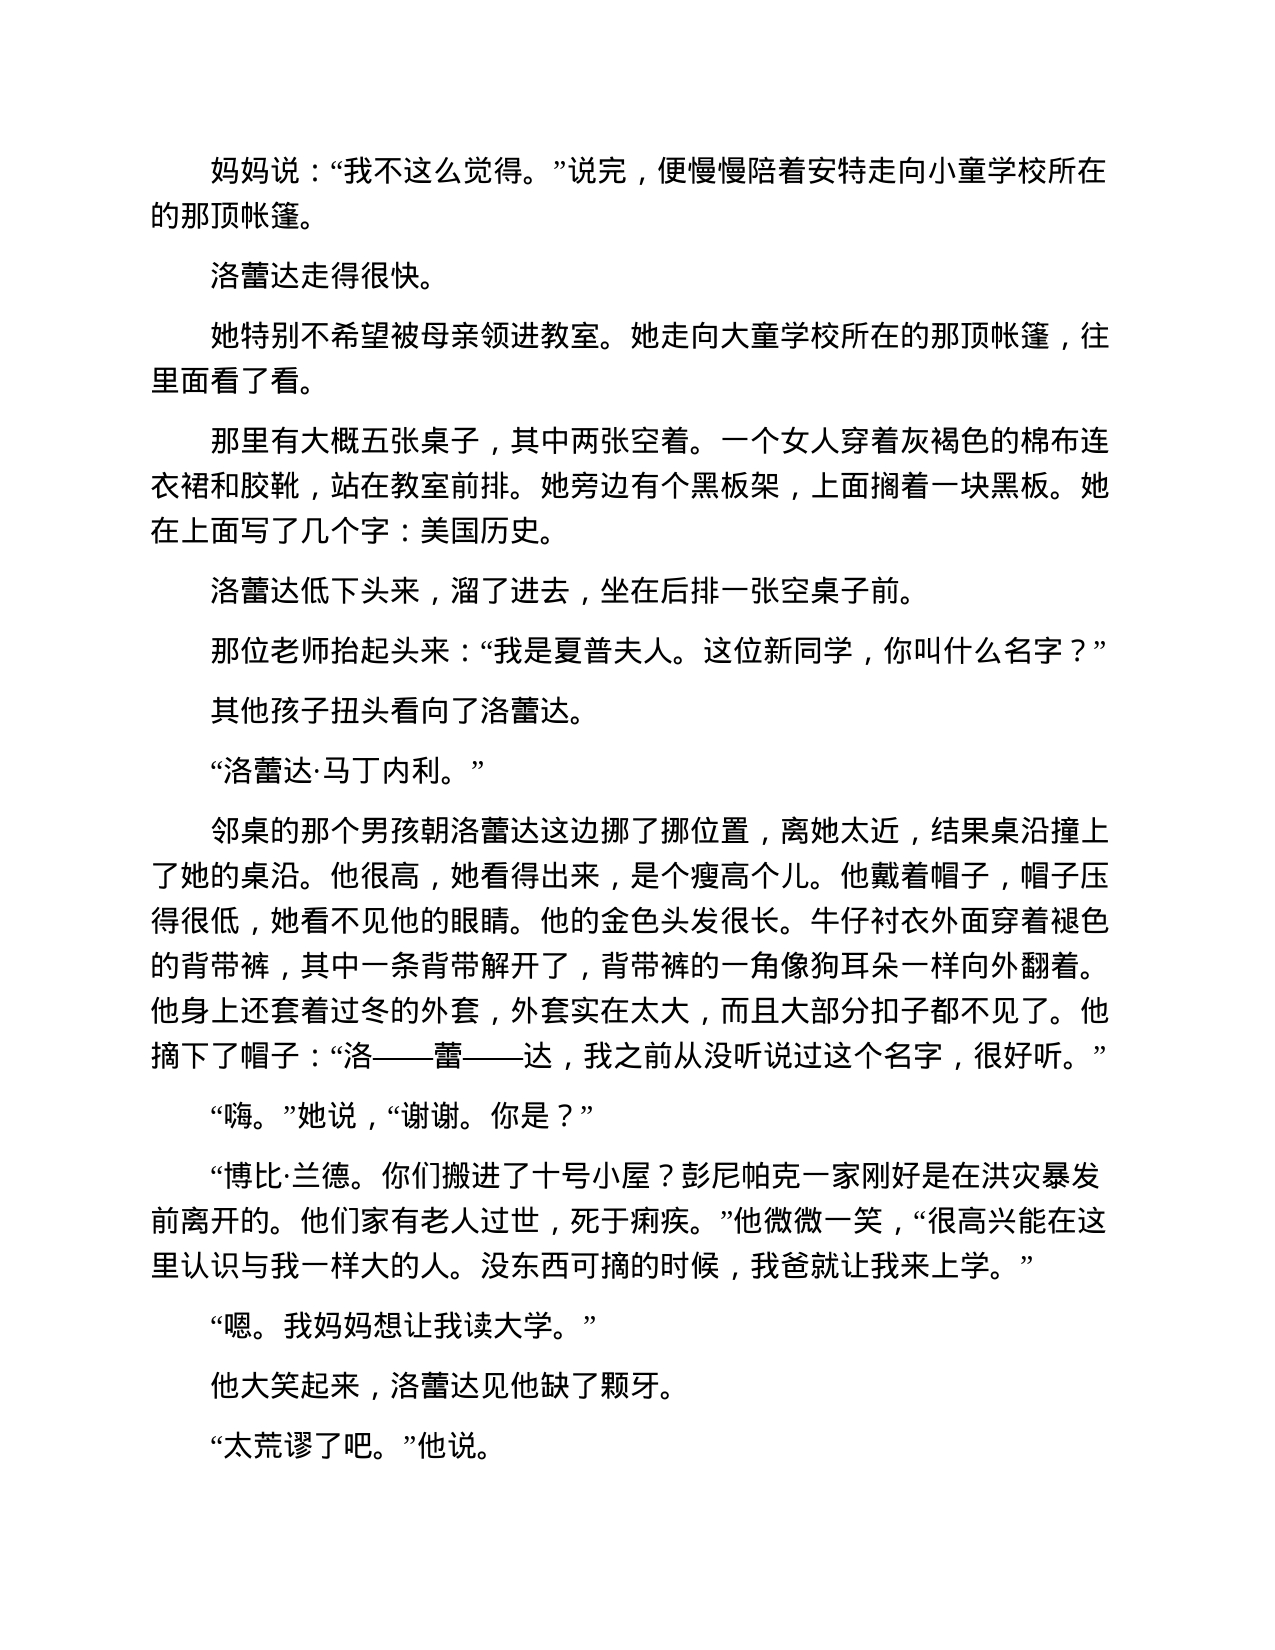 妈妈说：“我不这么觉得。”说完，便慢慢陪着安特走向小童学校所在
的那顶帐篷。
洛蕾达走得很快。
她特别不希望被母亲领进教室。她走向大童学校所在的那顶帐篷，往
里面看了看。
那里有大概五张桌子，其中两张空着。一个女人穿着灰褐色的棉布连
衣裙和胶靴，站在教室前排。她旁边有个黑板架，上面搁着一块黑板。她
在上面写了几个字：美国历史。
洛蕾达低下头来，溜了进去，坐在后排一张空桌子前。
那位老师抬起头来：“我是夏普夫人。这位新同学，你叫什么名字？”
其他孩子扭头看向了洛蕾达。
“洛蕾达·马丁内利。”
邻桌的那个男孩朝洛蕾达这边挪了挪位置，离她太近，结果桌沿撞上
了她的桌沿。他很高，她看得出来，是个瘦高个儿。他戴着帽子，帽子压
得很低，她看不见他的眼睛。他的金色头发很长。牛仔衬衣外面穿着褪色
的背带裤，其中一条背带解开了，背带裤的一角像狗耳朵一样向外翻着。
他身上还套着过冬的外套，外套实在太大，而且大部分扣子都不见了。他
摘下了帽子：“洛——蕾——达，我之前从没听说过这个名字，很好听。”
“嗨。”她说，“谢谢。你是？”
“博比·兰德。你们搬进了十号小屋？彭尼帕克一家刚好是在洪灾暴发
前离开的。他们家有老人过世，死于痢疾。”他微微一笑，“很高兴能在这
里认识与我一样大的人。没东西可摘的时候，我爸就让我来上学。”
“嗯。我妈妈想让我读大学。”
他大笑起来，洛蕾达见他缺了颗牙。
“太荒谬了吧。”他说。